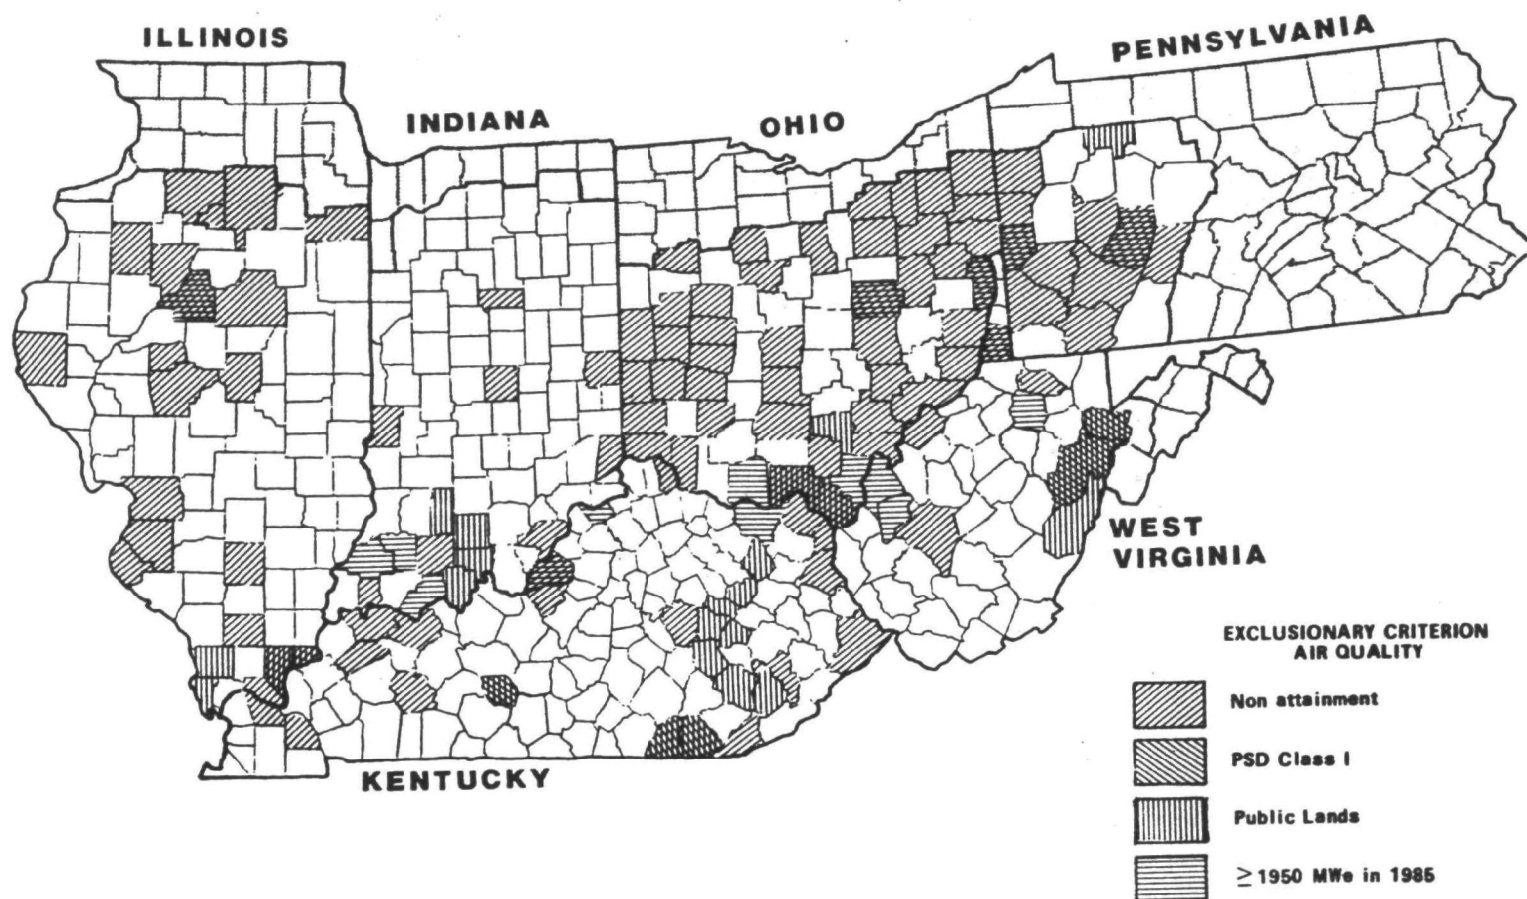 ILLINOIS
INDIANA
OHIO
PENNSYLVANIA
WEST
VIRGINIA
KENTUCKY
EXCLUSIONARY CRITERION
AIR QUALITY
Non attainment
PSD Class I
Public Lands
≥1950 MWe in 1985